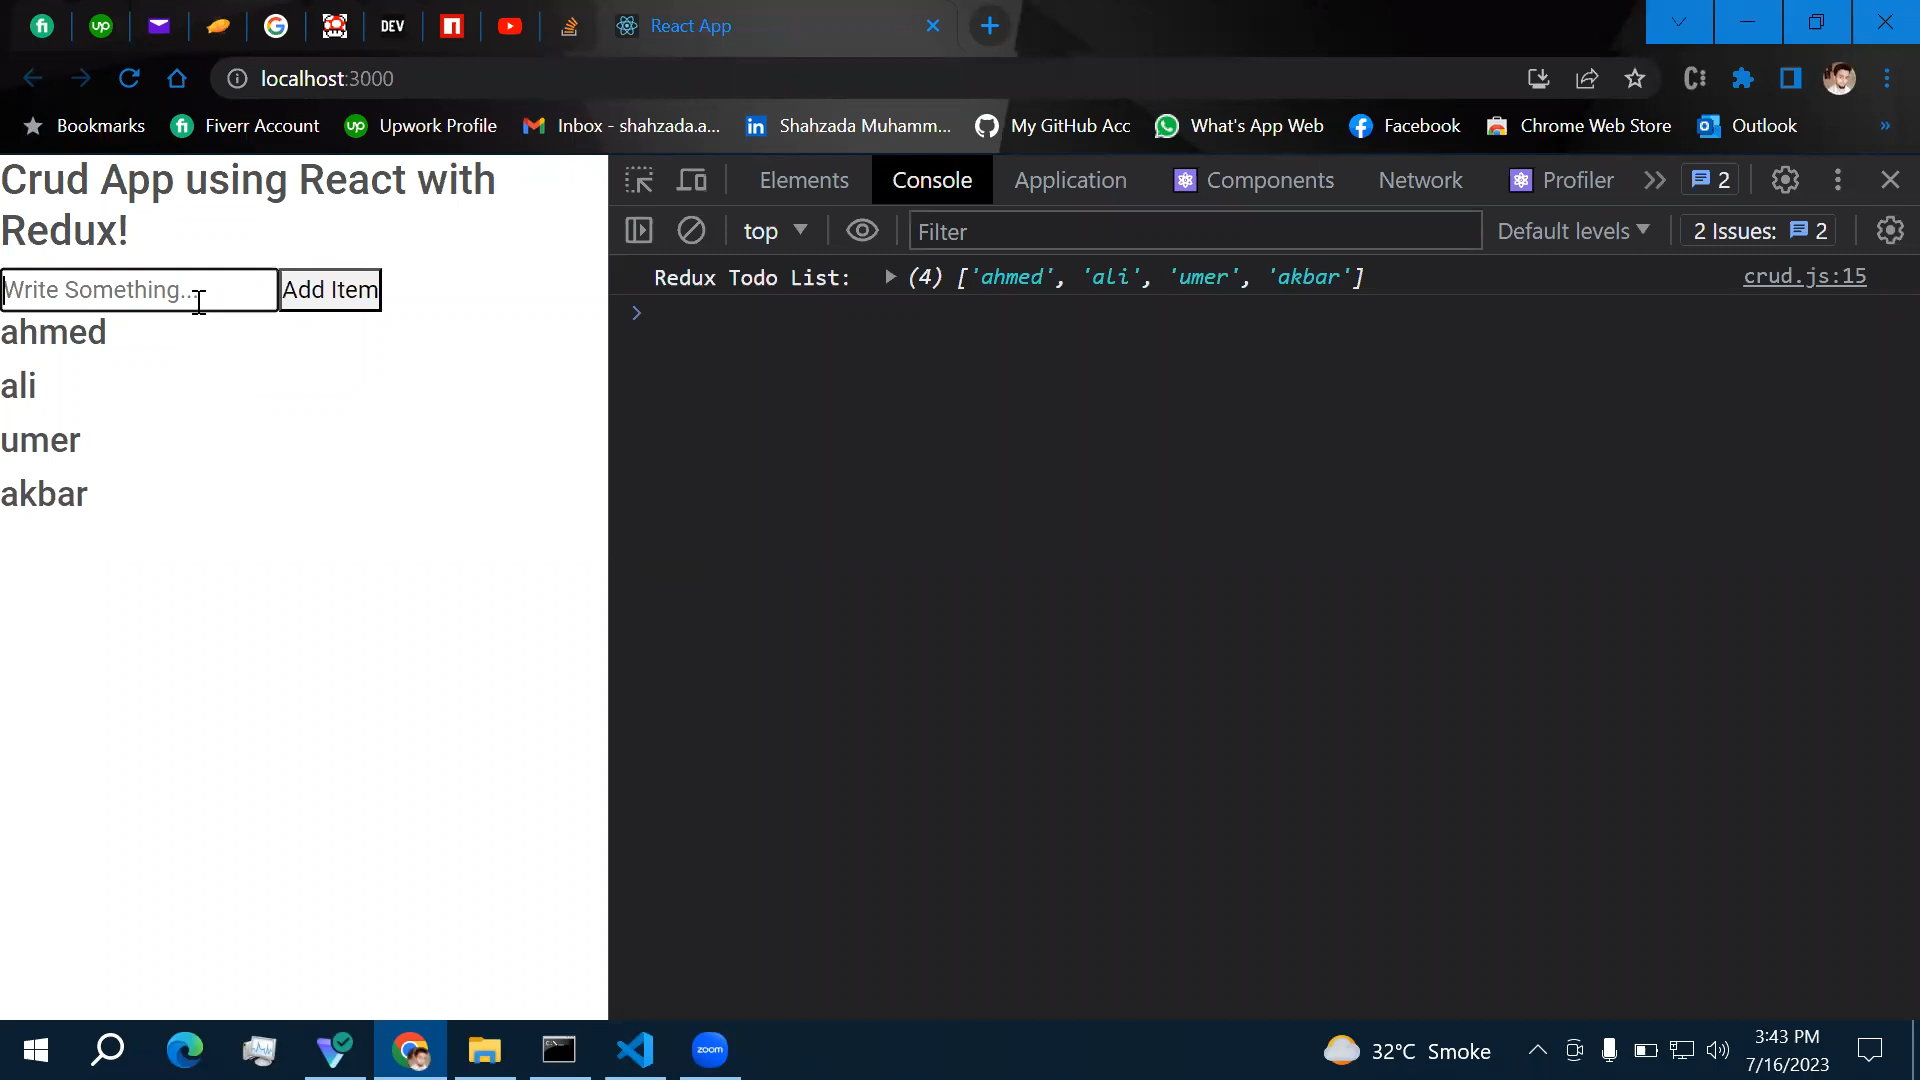 DEV
React App
localhost:3000
Bookmarks Fiverr Account Upwork Profile Inbox - shahzada.a... Shahzada Muhamm... My GitHub Acc What's App Web Facebook Chrome Web Store Outlook »
Crud App using React with
Redux!
Write Something...
Add Item
ahmed
ali
umer
akbar
Elements Console Application Components Network Profiler » 2
top Filter Default levels 2 Issues: 2
Redux Todo List: (4) ['ahmed', 'ali', 'umer', 'akbar'] crud.js:15
zoom
32°C Smoke
3:43 PM
7/16/2023